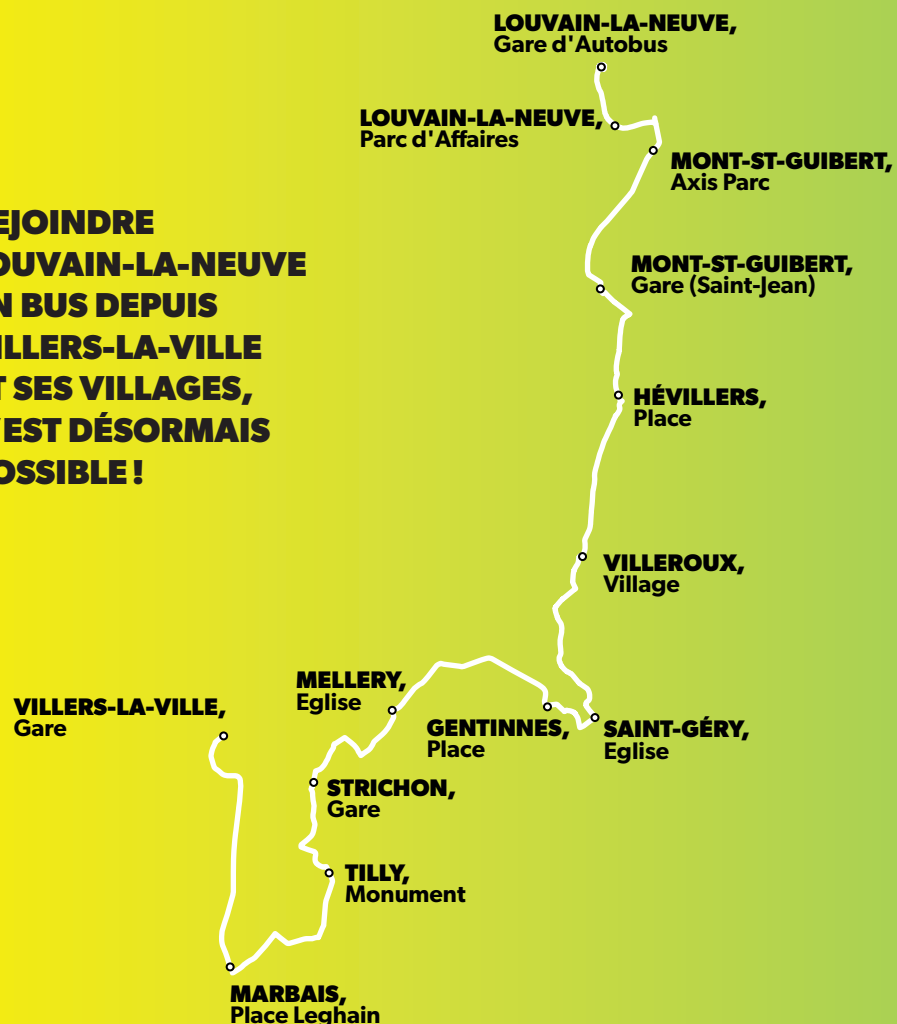 LOUVAIN-LA-NEUVE,
Gare d'Autobus
LOUVAIN-LA-NEUVE,
Parc d'Affaires
MONT-ST-GUIBERT,
Axis Parc
EJOINDRE
OUVAIN-LA-NEUVE
N BUS DEPUIS
ILLERS-LA-VILLE
T SES VILLAGES,
'EST DÉSORMAIS
OSSIBLE !
MONT-ST-GUIBERT,
Gare (Saint-Jean)
HÉVILLERS,
Place
VILLEROUX,
Village
MELLERY,
Eglise
VILLERS-LA-VILLE,
Gare
GENTINNES,
Place
SAINT-GÉRY,
Eglise
STRICHON,
Gare
TILLY,
Monument
MARBAIS,
Place Leghain